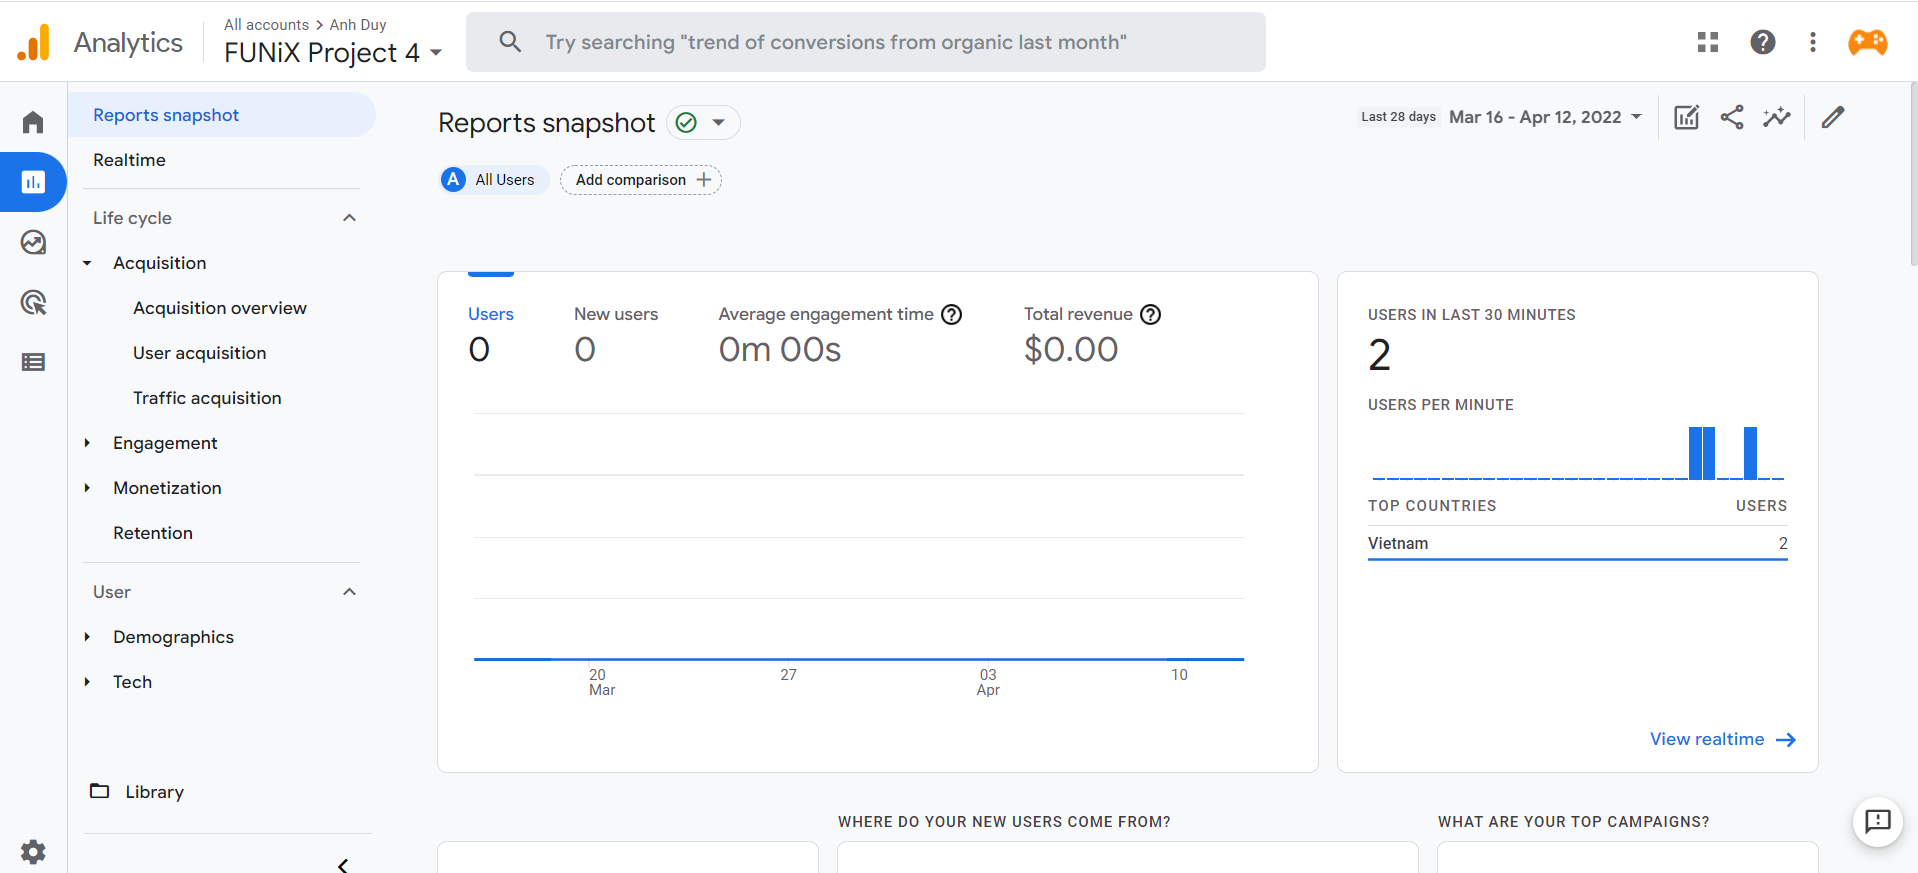 Analytics
All accounts > Anh Duy
FUNiX Project 4
Try searching "trend of conversions from organic last month"
Reports snapshot
Realtime
Life cycle
Acquisition
Acquisition overview
User acquisition
Traffic acquisition
Engagement
Monetization
Retention
User
Demographics
Tech
Library
Reports snapshot
Last 28 days Mar 16 - Apr 12, 2022
A All Users
Add comparison +
Users
0
New users
0
Average engagement time
0m 00s
Total revenue
$0.00
20 27 03 10
Mar Apr
USERS IN LAST 30 MINUTES
2
USERS PER MINUTE
TOP COUNTRIES USERS
Vietnam 2
View realtime
WHERE DO YOUR NEW USERS COME FROM?
WHAT ARE YOUR TOP CAMPAIGNS?